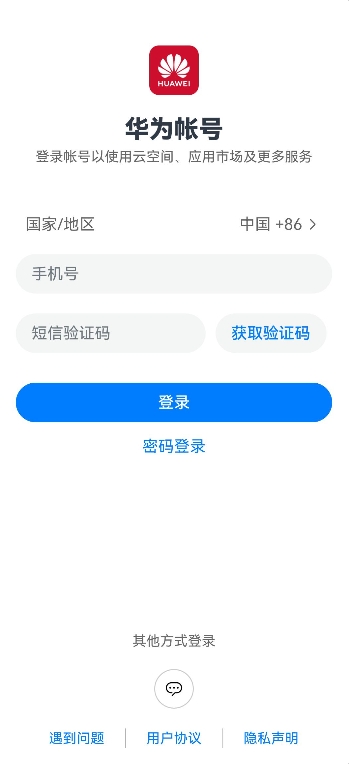 HUAWEI
华为帐号
登录帐号以使用云空间、应用市场及更多服务
国家/地区 中国 +86
手机号
短信验证码 获取验证码
登录
密码登录
其他方式登录
遇到问题 用户协议 隐私声明